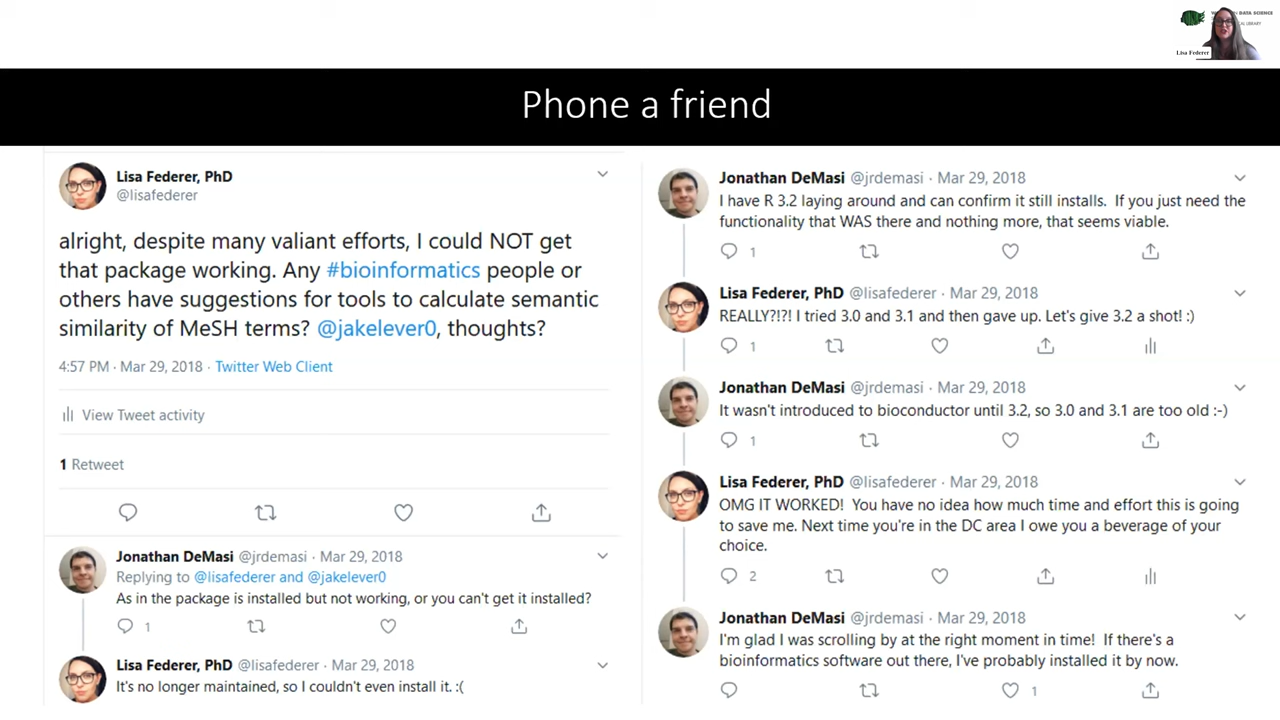 DATA SCIENCE
LIBRARY
Lisa Federer
Phone a friend
Lisa Federer, PhD
@lisafederer
alright, despite many valiant efforts, I could NOT get
that package working. Any #bioinformatics people or
others have suggestions for tools to calculate semantic
similarity of MeSH terms? @jakelever0, thoughts?
4:57 PM · Mar 29, 2018 · Twitter Web Client
View Tweet activity
1 Retweet
Jonathan DeMasi @jrdemasi · Mar 29, 2018
Replying to @lisafederer and @jakelever0
As in the package is installed but not working, or you can't get it installed?
1
Lisa Federer, PhD @lisafederer · Mar 29, 2018
It's no longer maintained, so I couldn't even install it. :(
Jonathan DeMasi @jrdemasi · Mar 29, 2018
I have R 3.2 laying around and can confirm it still installs. If you just need the
functionality that WAS there and nothing more, that seems viable.
1
Lisa Federer, PhD @lisafederer · Mar 29, 2018
REALLY?!?! I tried 3.0 and 3.1 and then gave up. Let's give 3.2 a shot! :)
1
Jonathan DeMasi @jrdemasi · Mar 29, 2018
It wasn't introduced to bioconductor until 3.2, so 3.0 and 3.1 are too old :-)
1
Lisa Federer, PhD @lisafederer · Mar 29, 2018
OMG IT WORKED! You have no idea how much time and effort this is going
to save me. Next time you're in the DC area I owe you a beverage of your
choice.
2
Jonathan DeMasi @jrdemasi · Mar 29, 2018
I'm glad I was scrolling by at the right moment in time! If there's a
bioinformatics software out there, I've probably installed it by now.
1